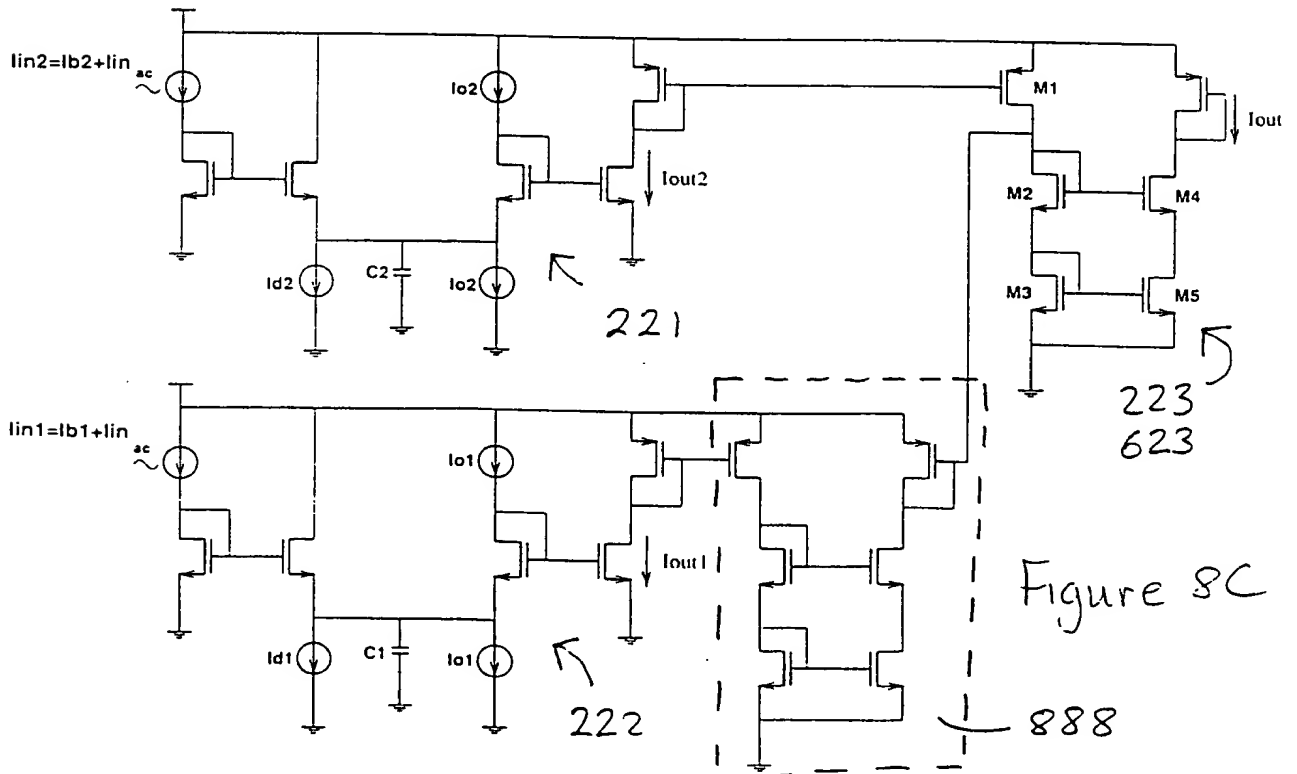 Iin2=Ib2+Iin
ac
~
Io2
M1
Iout
Iout2
M2
M4
Id2
C2
Io2
M3
M5
221
223
623
Iin1=Ib1+Iin
ac
~
Io1
Iout1
Figure 8C
Id1
C1
Io1
222
888